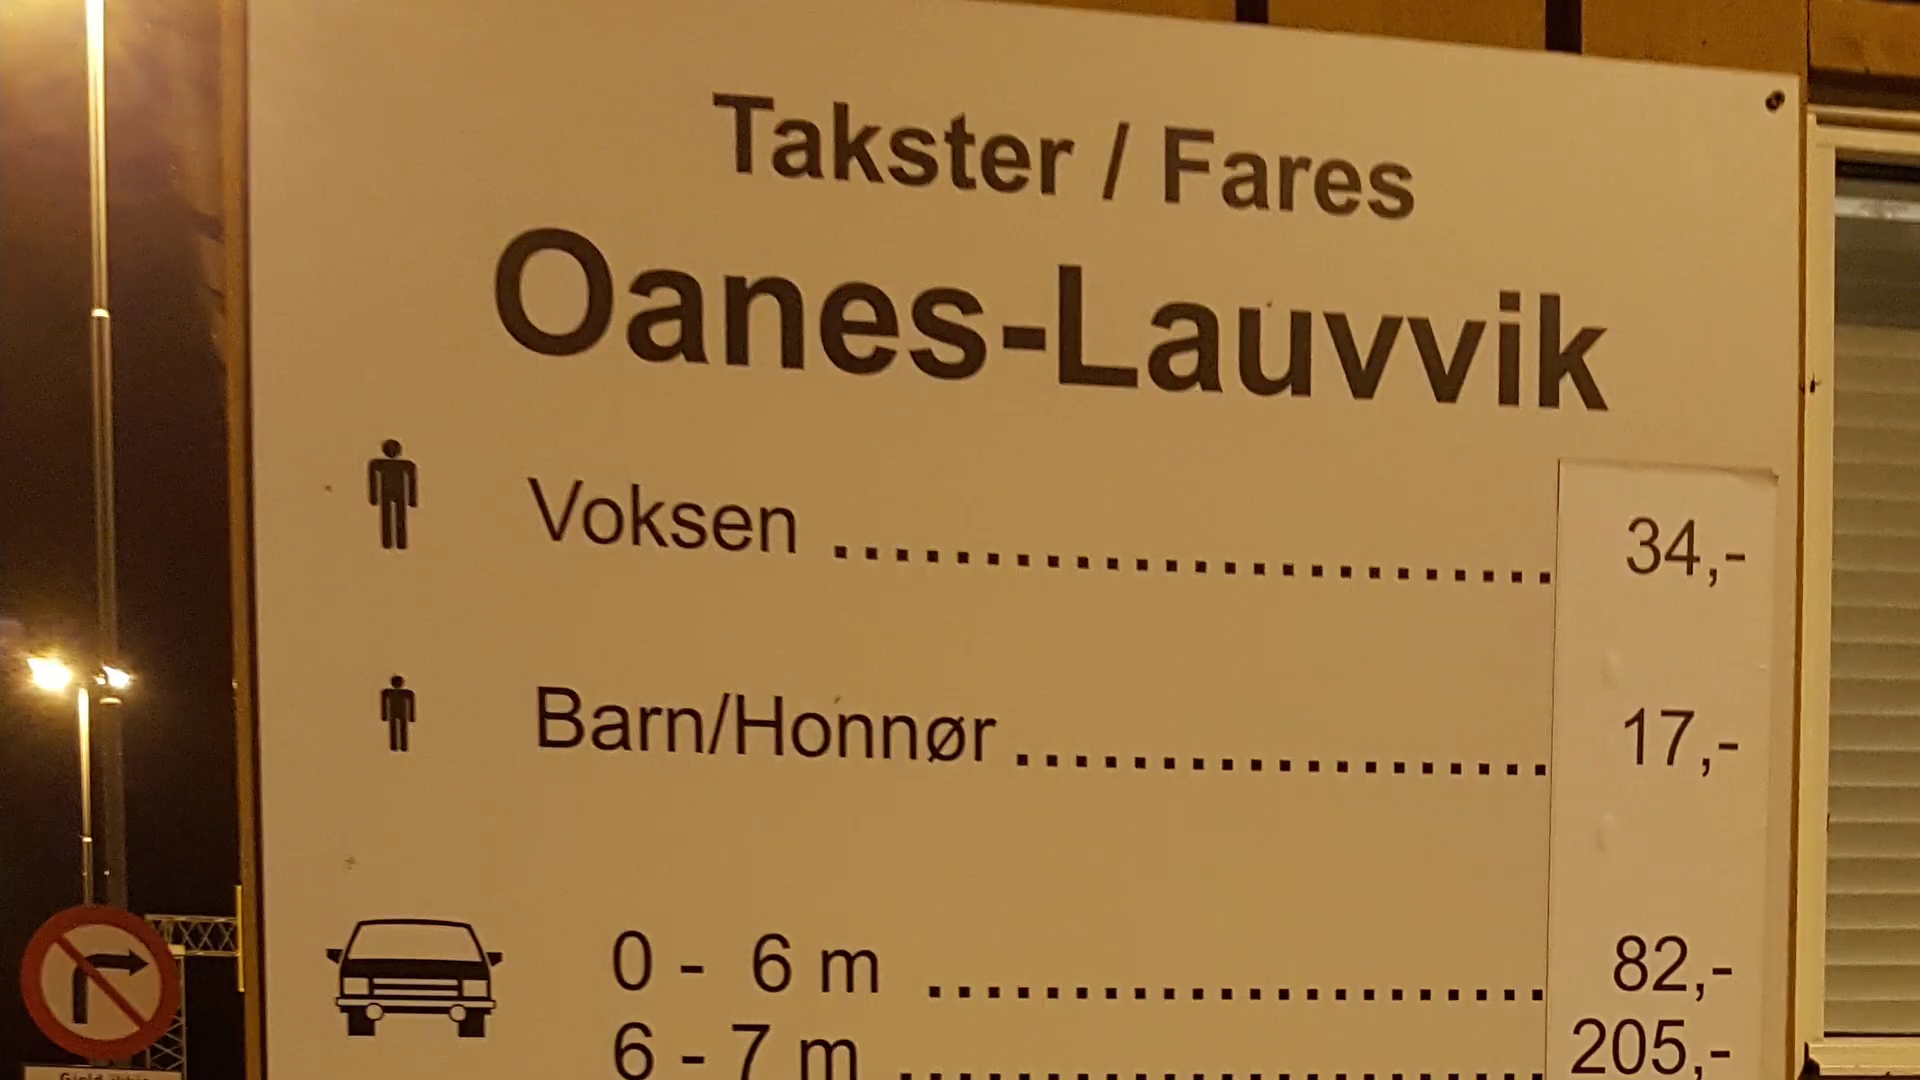 Takster / Fares
Oanes-Lauvvik
Voksen ........................ 34,-
Barn/Honnør .................. 17,-
0 - 6 m ..................... 82,-
6 - 7 m ...................... 205,-